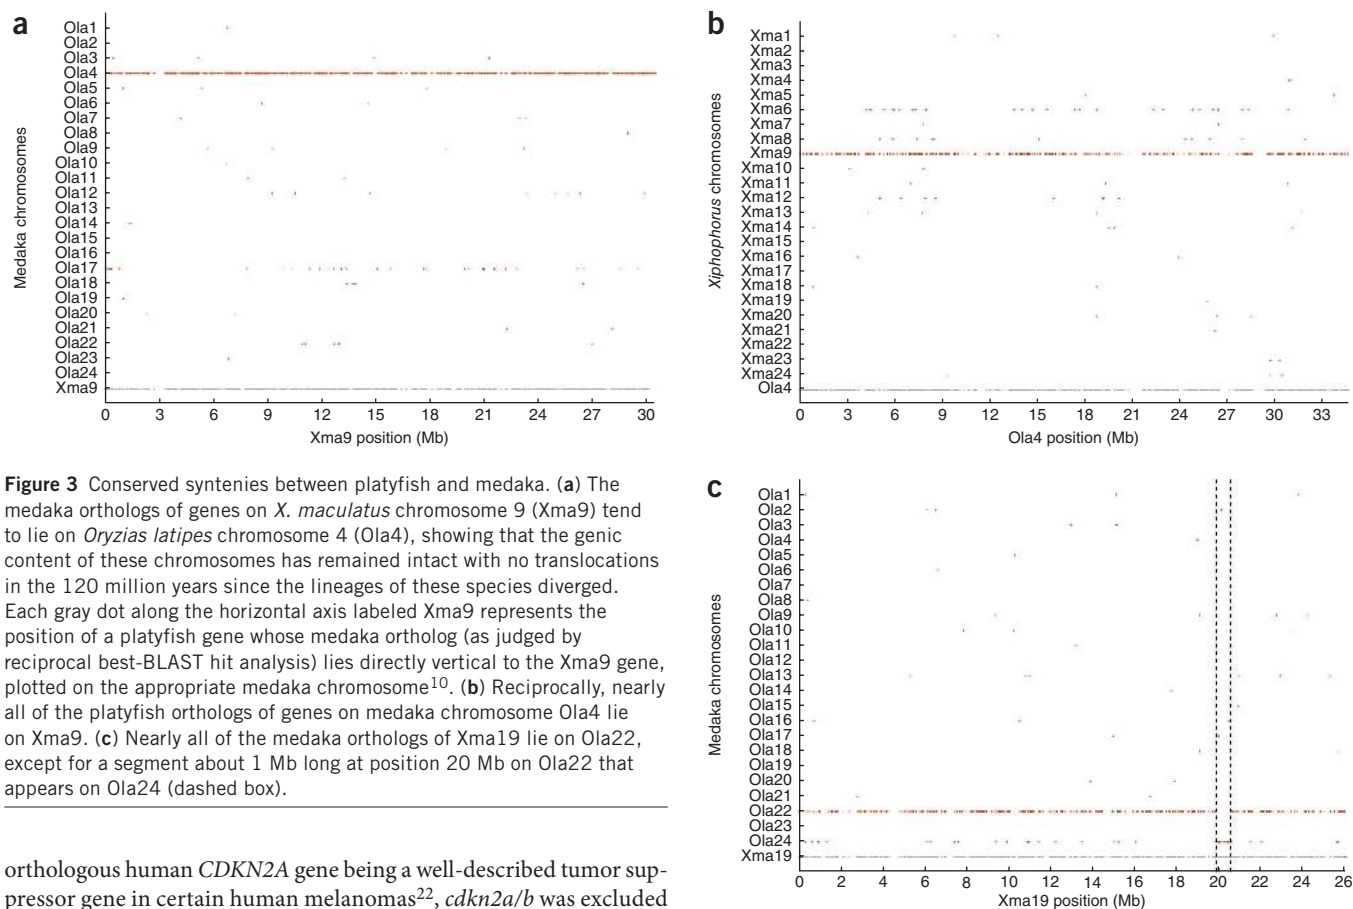 a
Ola1
Ola2
Ola3
Ola4
Ola5
Ola6
Ola7
Ola8
Ola9
Ola10
Ola11
Ola12
Ola13
Ola14
Ola15
Ola16
Ola17
Ola18
Ola19
Ola20
Ola21
Ola22
Ola23
Ola24
Xma9
Medaka chromosomes
0 3 6 9 12 15 18 21 24 27 30
Xma9 position (Mb)
b
Xma1
Xma2
Xma3
Xma4
Xma5
Xma6
Xma7
Xma8
Xma9
Xma10
Xma11
Xma12
Xma13
Xma14
Xma15
Xma16
Xma17
Xma18
Xma19
Xma20
Xma21
Xma22
Xma23
Xma24
Ola4
Xiphophorus chromosomes
0 3 6 9 12 15 18 21 24 27 30 33
Ola4 position (Mb)
Figure 3 Conserved syntenies between platyfish and medaka. (a) The
medaka orthologs of genes on X. maculatus chromosome 9 (Xma9) tend
to lie on Oryzias latipes chromosome 4 (Ola4), showing that the genic
content of these chromosomes has remained intact with no translocations
in the 120 million years since the lineages of these species diverged.
Each gray dot along the horizontal axis labeled Xma9 represents the
position of a platyfish gene whose medaka ortholog (as judged by
reciprocal best-BLAST hit analysis) lies directly vertical to the Xma9 gene,
plotted on the appropriate medaka chromosome10. (b) Reciprocally, nearly
all of the platyfish orthologs of genes on medaka chromosome Ola4 lie
on Xma9. (c) Nearly all of the medaka orthologs of Xma19 lie on Ola22,
except for a segment about 1 Mb long at position 20 Mb on Ola22 that
appears on Ola24 (dashed box).
orthologous human CDKN2A gene being a well-described tumor sup-
pressor gene in certain human melanomas22, cdkn2a/b was excluded
c
Ola1
Ola2
Ola3
Ola4
Ola5
Ola6
Ola7
Ola8
Ola9
Ola10
Ola11
Ola12
Ola13
Ola14
Ola15
Ola16
Ola17
Ola18
Ola19
Ola20
Ola21
Ola22
Ola23
Ola24
Xma19
Medaka chromosomes
0 2 4 6 8 10 12 14 16 18 20 22 24 26
Xma19 position (Mb)